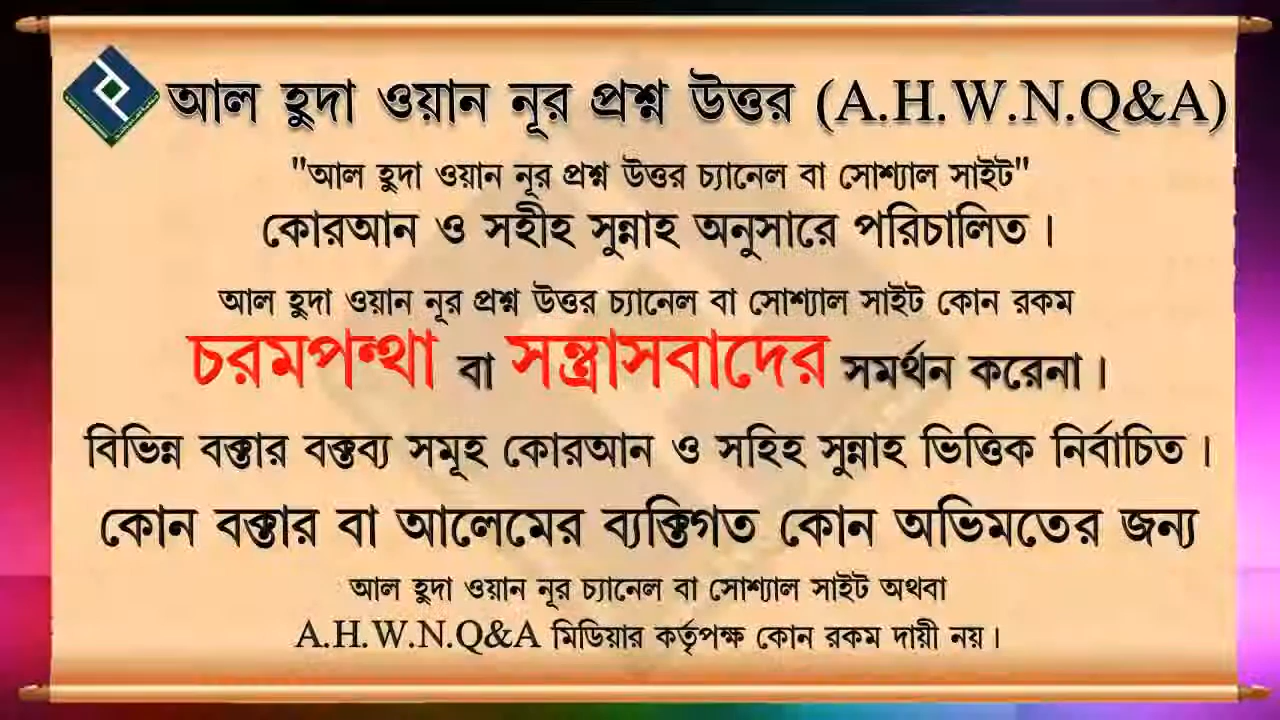 আল হুদা ওয়ান নূর প্রশ্ন উত্তর (A.H.W.N.Q&A)
"আল হুদা ওয়ান নূর প্রশ্ন উত্তর চ্যানেল বা সোশ্যাল সাইট"
কোরআন ও সহীহ সুন্নাহ অনুসারে পরিচালিত।
আল হুদা ওয়ান নূর প্রশ্ন উত্তর চ্যানেল বা সোশ্যাল সাইট কোন রকম
চরমপন্থা বা সন্ত্রাসবাদের সমর্থন করেনা।
বিভিন্ন বক্তার বক্তব্য সমূহ কোরআন ও সহিহ সুন্নাহ ভিত্তিক নির্বাচিত।
কোন বক্তার বা আলেমের ব্যক্তিগত কোন অভিমতের জন্য
আল হুদা ওয়ান নূর চ্যানেল বা সোশ্যাল সাইট অথবা
A.H.W.N.Q&A মিডিয়ার কর্তৃপক্ষ কোন রকম দায়ী নয়।